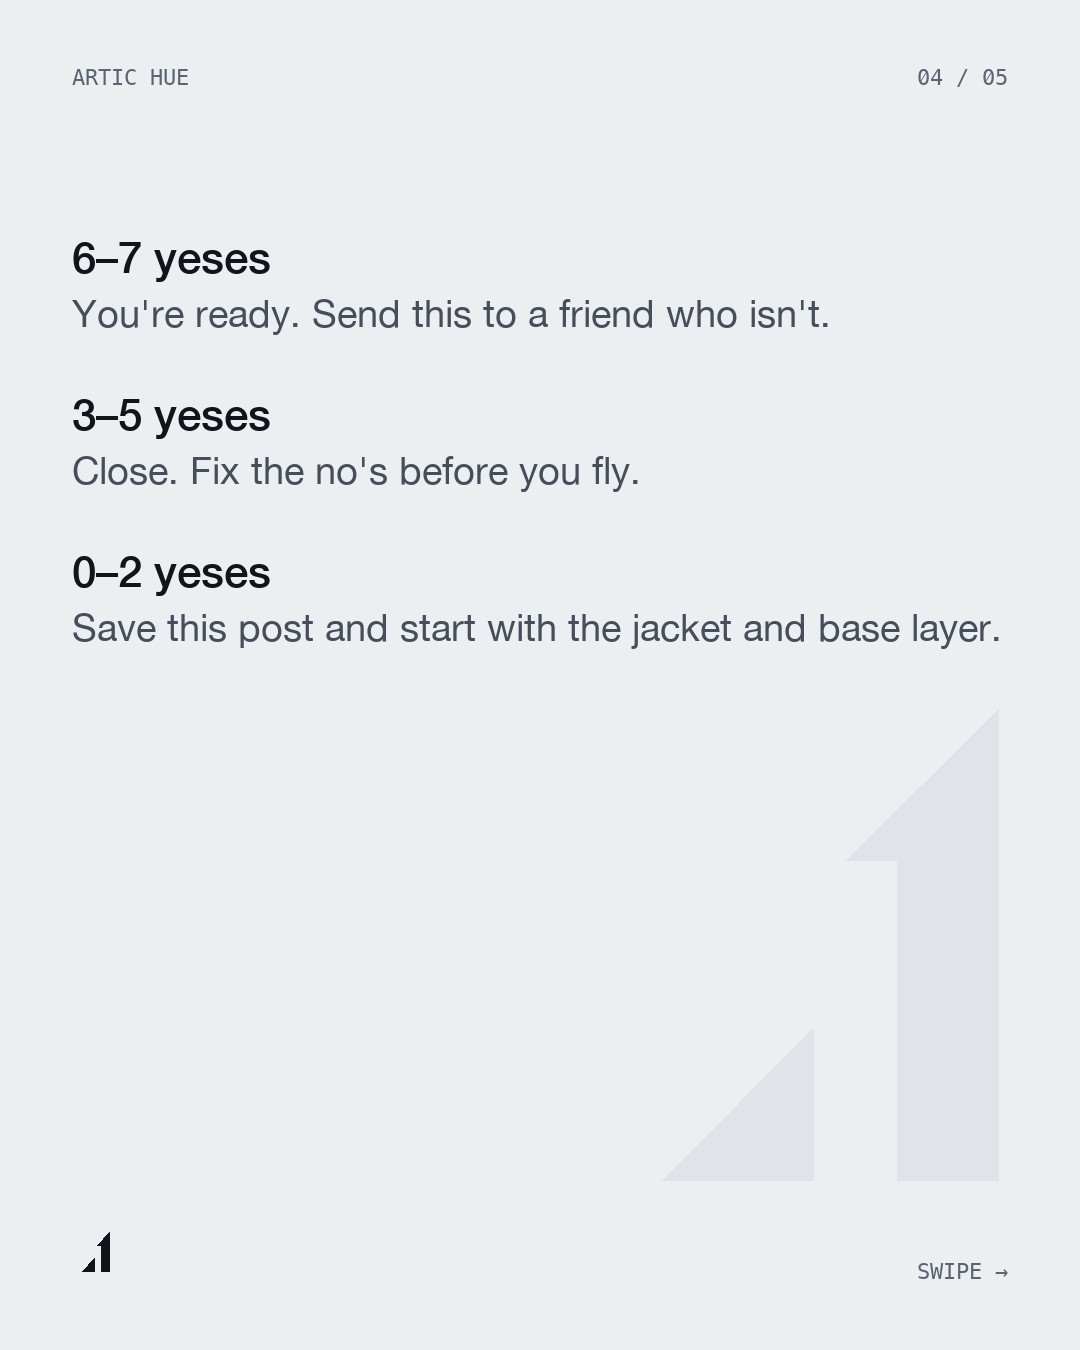 ARTIC HUE
04 / 05
6–7 yeses
You're ready. Send this to a friend who isn't.
3–5 yeses
Close. Fix the no's before you fly.
0–2 yeses
Save this post and start with the jacket and base layer.
SWIPE →